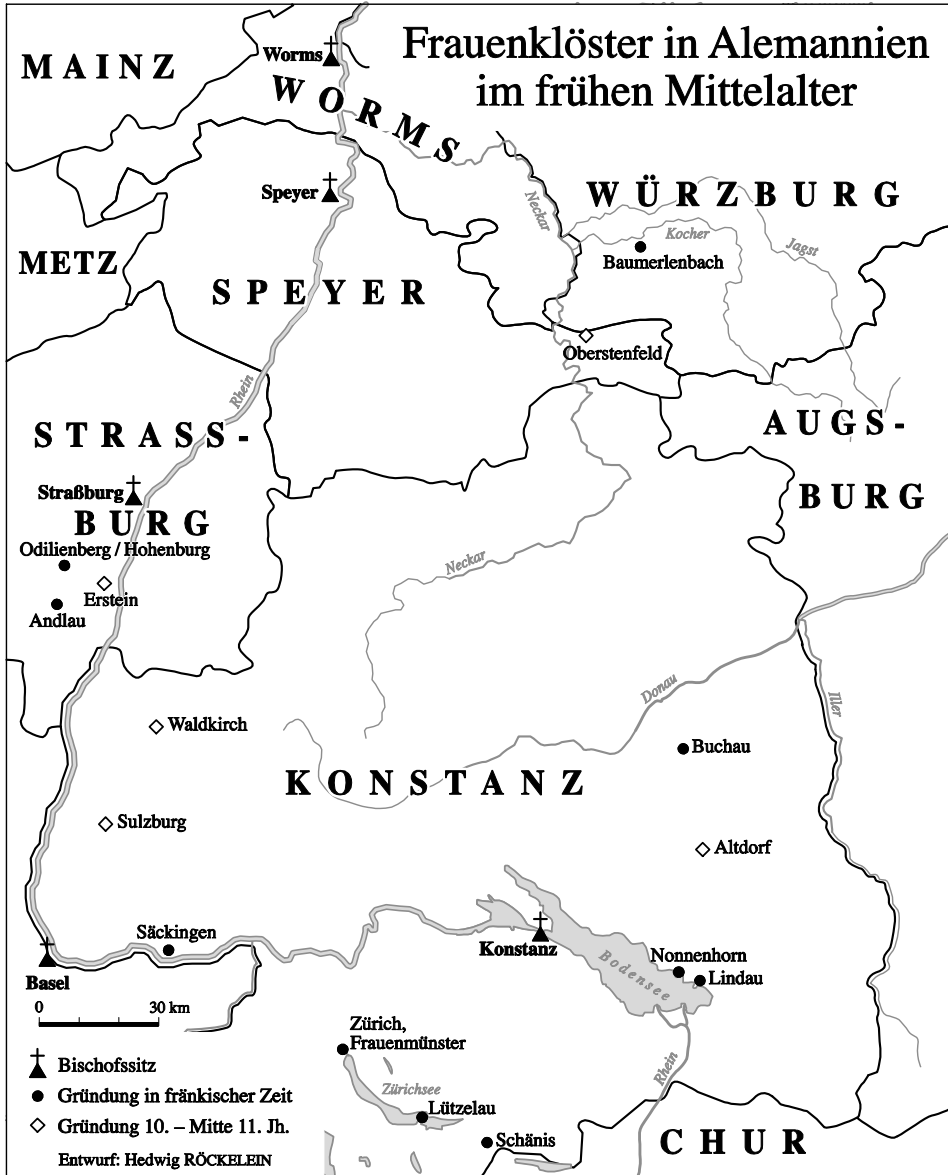 Frauenklöster in Alemannien
im frühen Mittelalter
MAINZ
Worms
WORMS
Speyer
WÜRZBURG
Neckar
Kocher
Jagst
Baumerlenbach
METZ
SPEYER
Oberstenfeld
Rhein
STRASS-
BURG
AUGS-
BURG
Straßburg
Odilienberg / Hohenburg
Erstein
Andlau
Neckar
Donau
Iller
Waldkirch
Buchau
KONSTANZ
Sulzburg
Altdorf
Säckingen
Konstanz
Bodensee
Nonnenhorn
Lindau
Basel
0 30 km
Zürich,
Frauenmünster
Zürichsee
Lützelau
Rhein
Schänis
CHUR
Bischofssitz
Gründung in fränkischer Zeit
Gründung 10. – Mitte 11. Jh.
Entwurf: Hedwig RÖCKELEIN